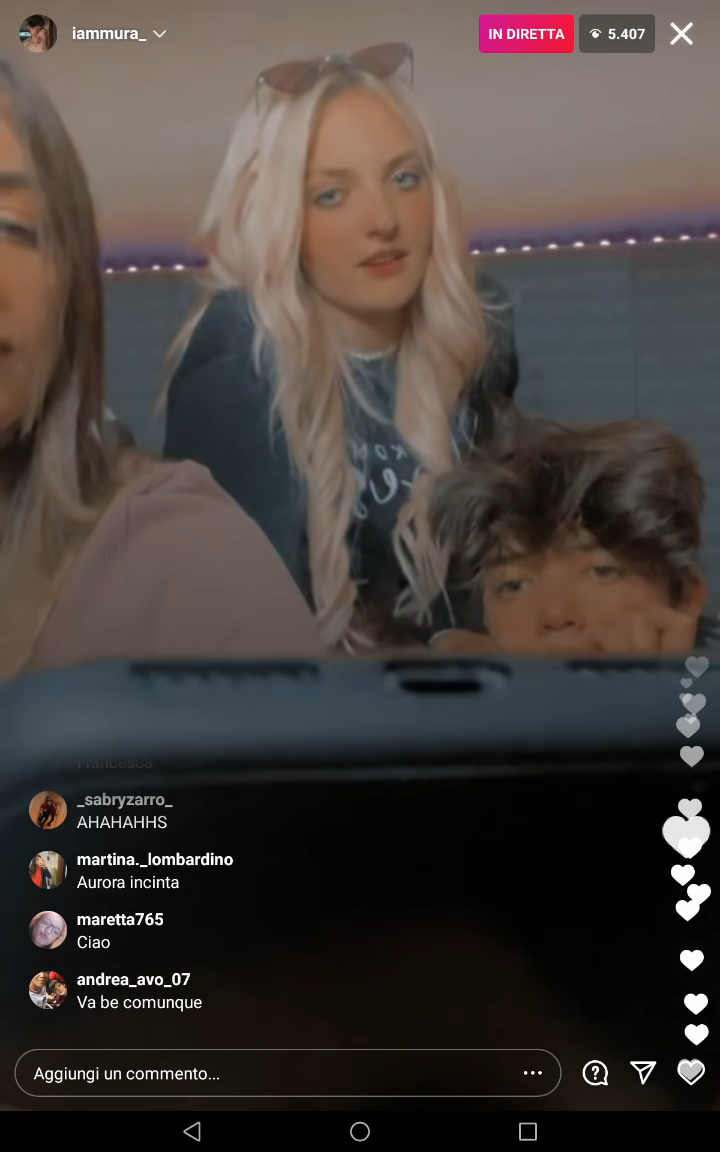 iammura_
IN DIRETTA
5.407
Francesca
_sabryzarro_
AHAHAHHS
martina._lombardino
Aurora incinta
maretta765
Ciao
andrea_avo_07
Va be comunque
Aggiungi un commento...